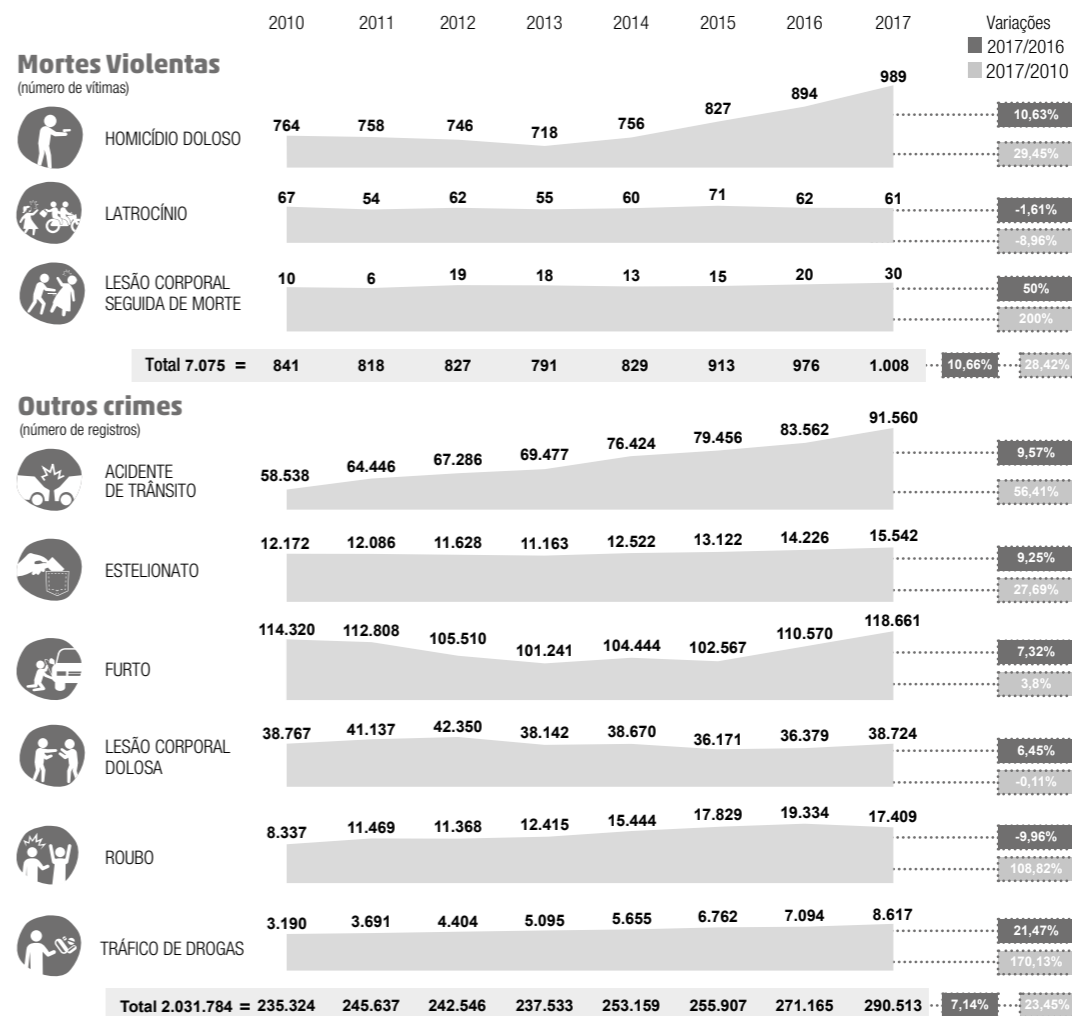 2010 2011 2012 2013 2014 2015 2016 2017 Variações
2017/2016
2017/2010
Mortes Violentas
(número de vítimas)
HOMICÍDIO DOLOSO 764 758 746 718 756 827 894 989 10,63%
29,45%
LATROCÍNIO 67 54 62 55 60 71 62 61 -1,61%
-8,96%
LESÃO CORPORAL
SEGUIDA DE MORTE 10 6 19 18 13 15 20 30 50%
200%
Total 7.075 = 841 818 827 791 829 913 976 1.008 10,66% 28,42%
Outros crimes
(número de registros)
ACIDENTE
DE TRÂNSITO 58.538 64.446 67.286 69.477 76.424 79.456 83.562 91.560 9,57%
56,41%
ESTELIONATO 12.172 12.086 11.628 11.163 12.522 13.122 14.226 15.542 9,25%
27,69%
FURTO 114.320 112.808 105.510 101.241 104.444 102.567 110.570 118.661 7,32%
3,8%
LESÃO CORPORAL
DOLOSA 38.767 41.137 42.350 38.142 38.670 36.171 36.379 38.724 6,45%
-0,11%
ROUBO 8.337 11.469 11.368 12.415 15.444 17.829 19.334 17.409 -9,96%
108,82%
TRÁFICO DE DROGAS 3.190 3.691 4.404 5.095 5.655 6.762 7.094 8.617 21,47%
170,13%
Total 2.031.784 = 235.324 245.637 242.546 237.533 253.159 255.907 271.165 290.513 7,14% 23,45%